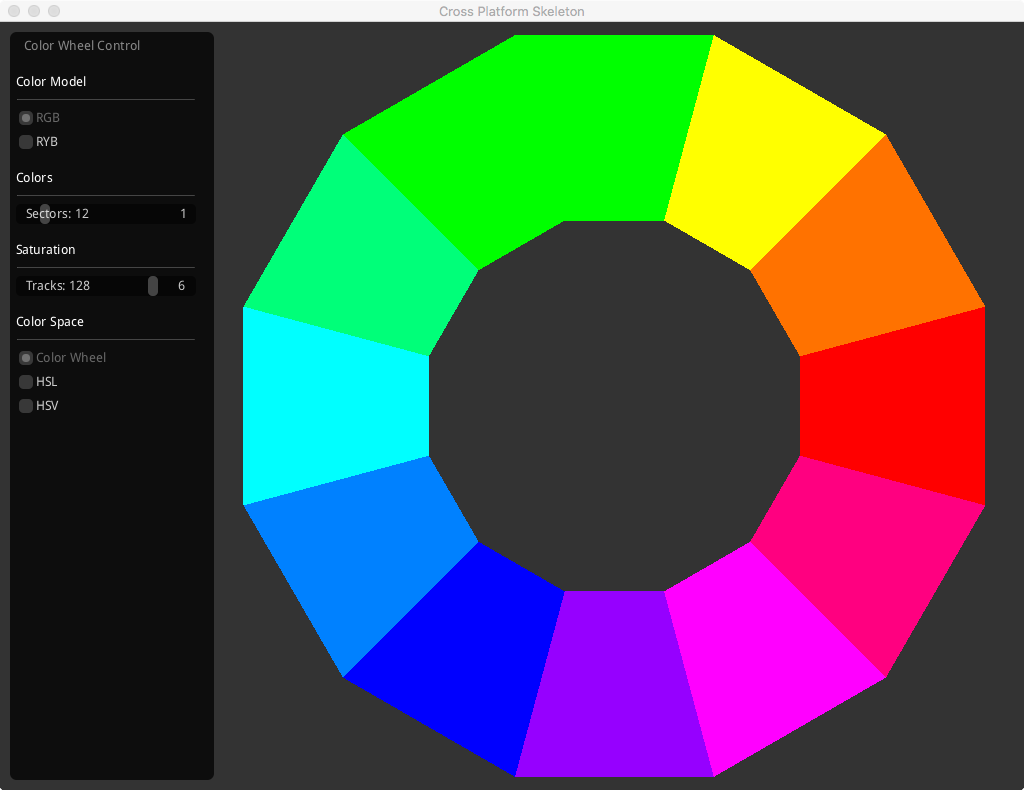 Cross Platform Skeleton
Color Wheel Control
Color Model
RGB
RYB
Colors
Sectors: 12 1
Saturation
Tracks: 128 6
Color Space
Color Wheel
HSL
HSV